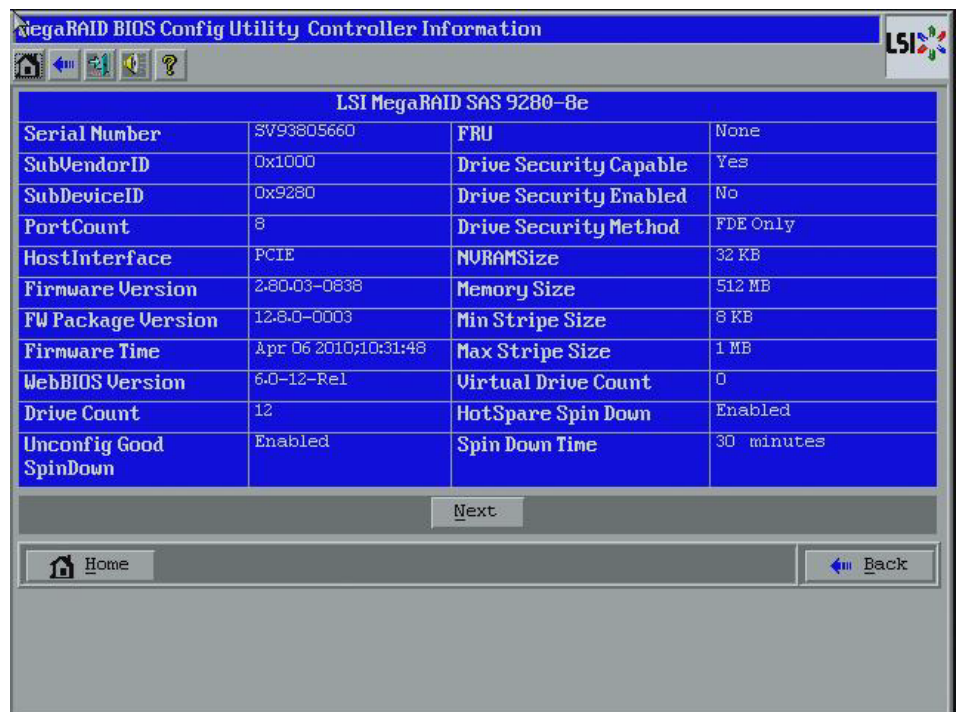 MegaRAID BIOS Config Utility Controller Information
LSI
LSI MegaRAID SAS 9280-8e
Serial Number SV93805660 FRU None
SubVendorID 0x1000 Drive Security Capable Yes
SubDeviceID 0x9280 Drive Security Enabled No
PortCount 8 Drive Security Method FDE Only
HostInterface PCIE NVRAMSize 32 KB
Firmware Version 2.80.03-0838 Memory Size 512 MB
FW Package Version 12.8.0-0003 Min Stripe Size 8 KB
Firmware Time Apr 06 2010;10:31:48 Max Stripe Size 1 MB
WebBIOS Version 6.0-12-Rel Virtual Drive Count 0
Drive Count 12 HotSpare Spin Down Enabled
Unconfig Good Enabled Spin Down Time 30 minutes
SpinDown
Next
Home Back